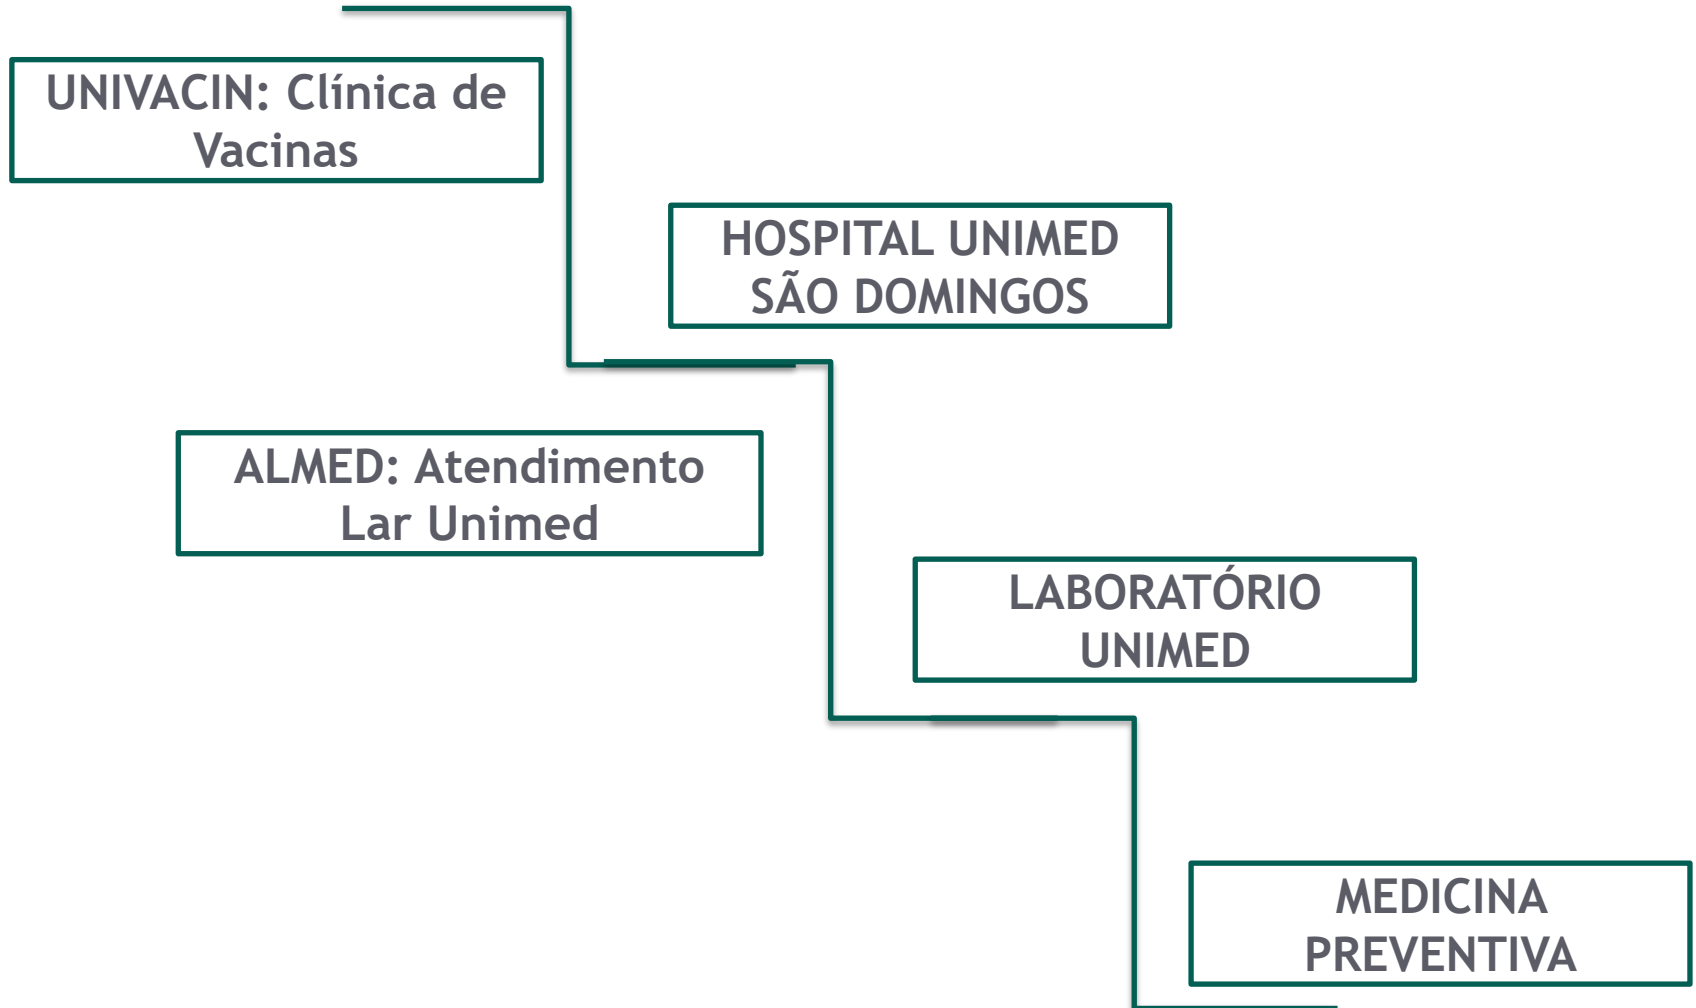 UNIVACIN: Clínica de
Vacinas
HOSPITAL UNIMED
SÃO DOMINGOS
ALMED: Atendimento
Lar Unimed
LABORATÓRIO
UNIMED
MEDICINA
PREVENTIVA